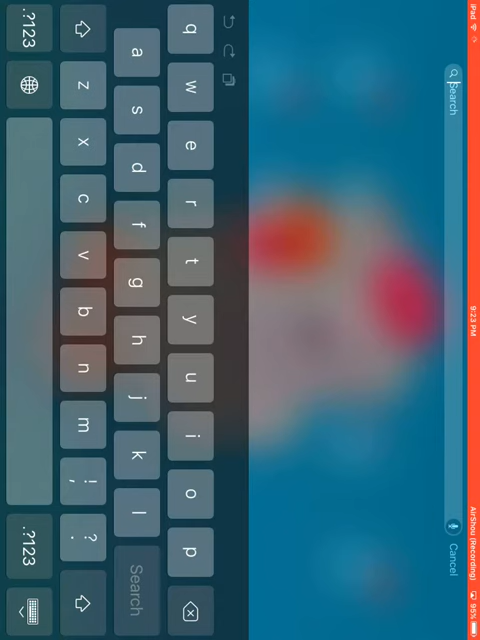 iPad 9:23 PM AirShou (Recording) 95%
Search Cancel
q w e r t y u i o p
a s d f g h j k l Search
z x c v b n m ! , ? .
.?123 .?123